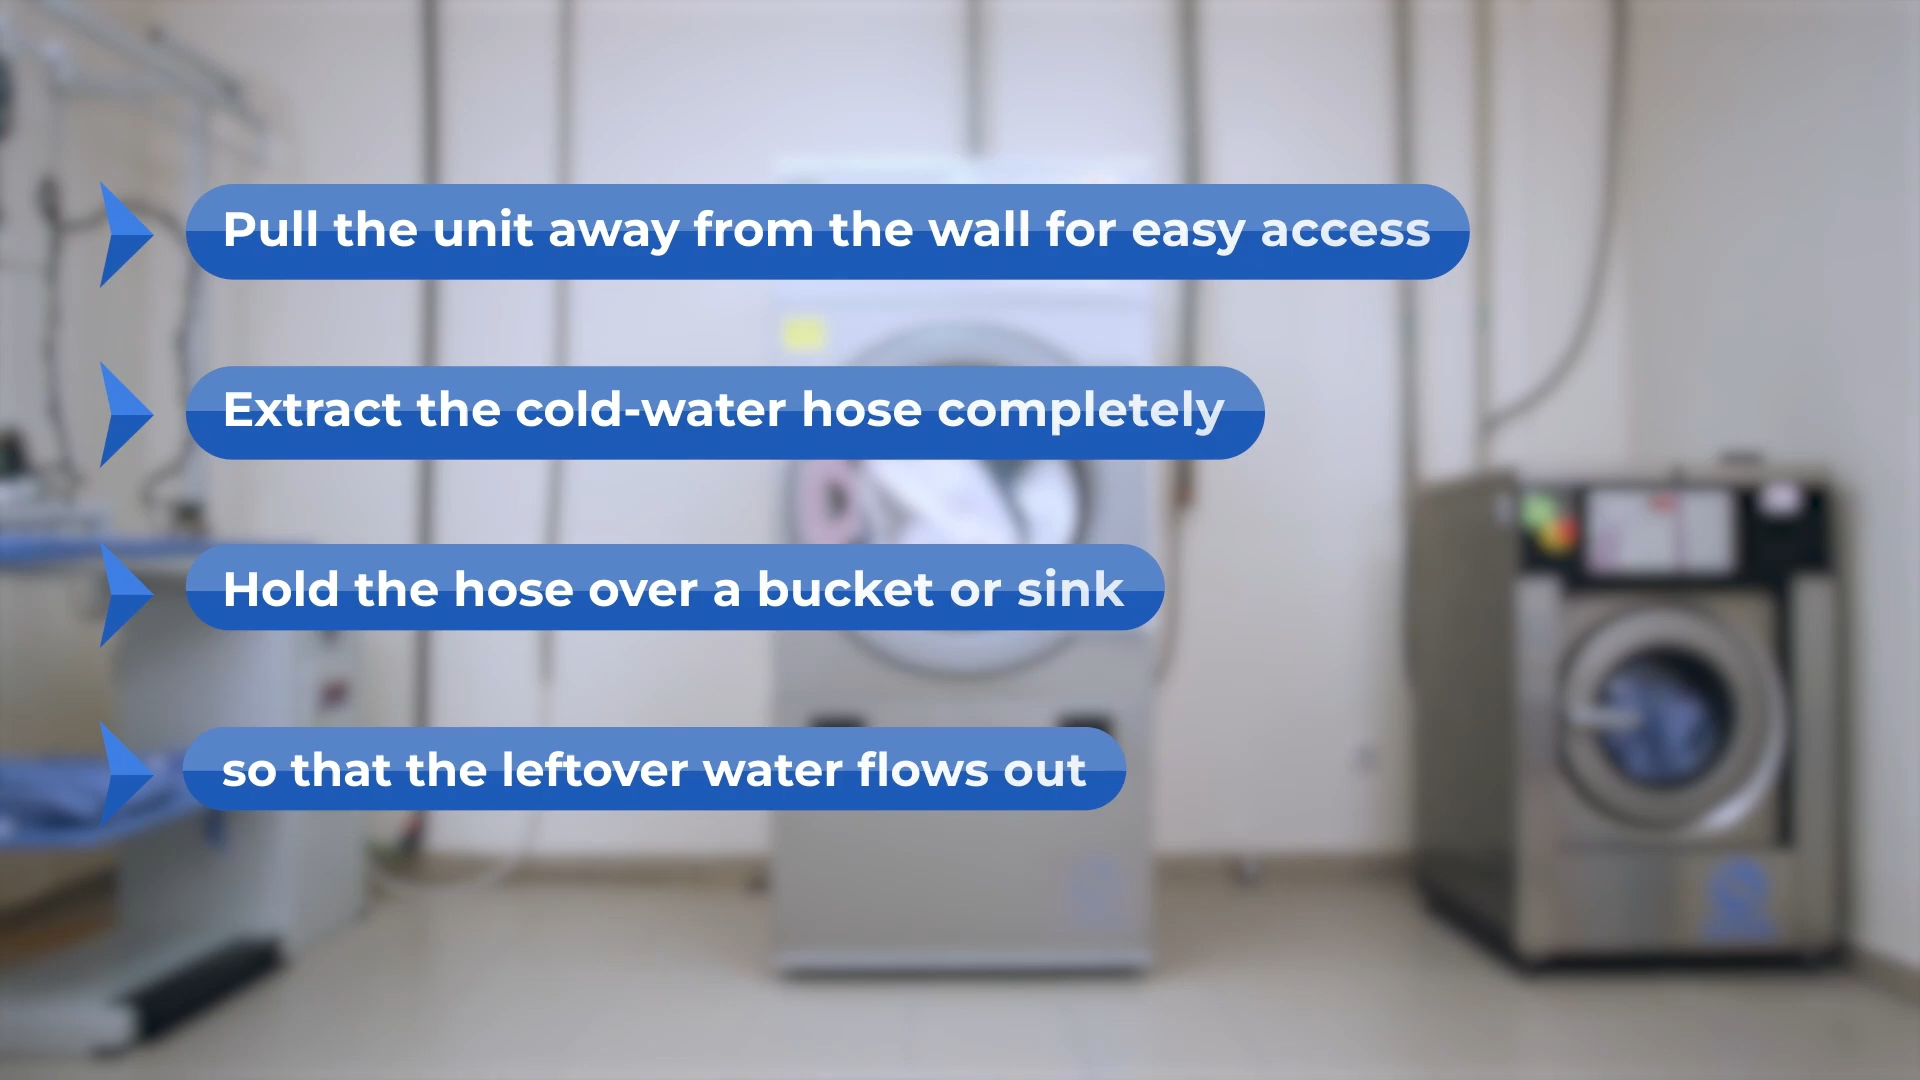 Pull the unit away from the wall for easy access
Extract the cold-water hose completely
Hold the hose over a bucket or sink
so that the leftover water flows out